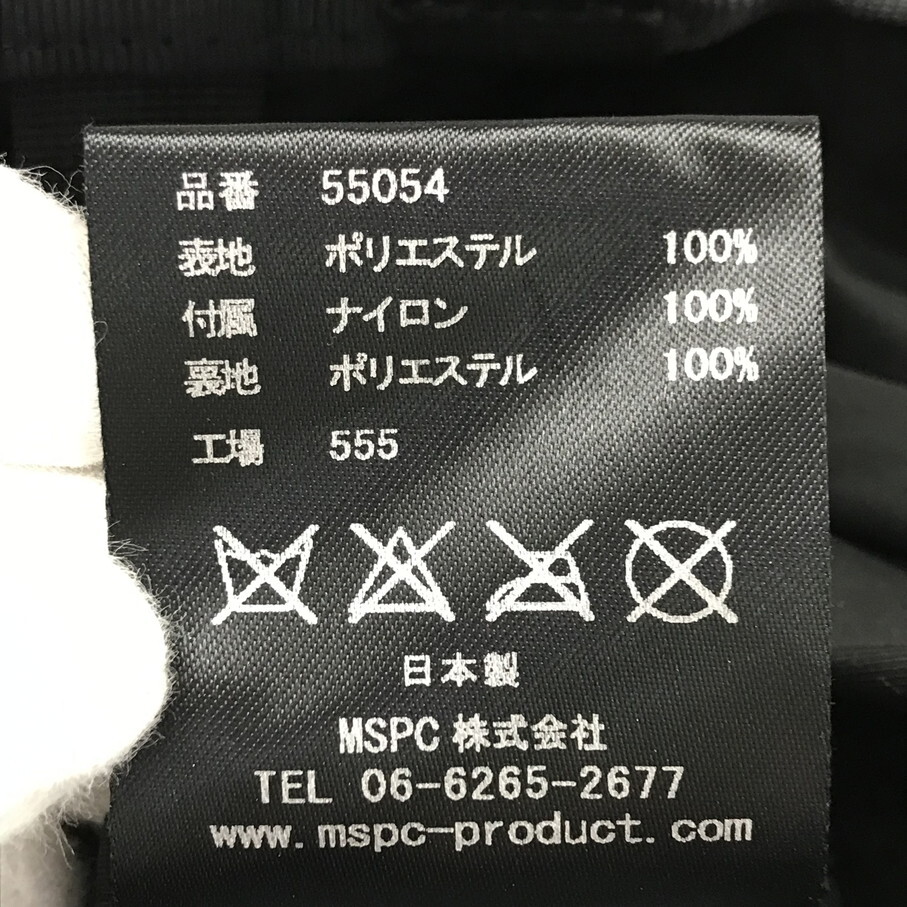 品番 55054
表地 ポリエステル 100%
付属 ナイロン 100%
裏地 ポリエステル 100%
工場 555
日本製
MSPC 株式会社
TEL 06-6265-2677
www.mspc-product.com